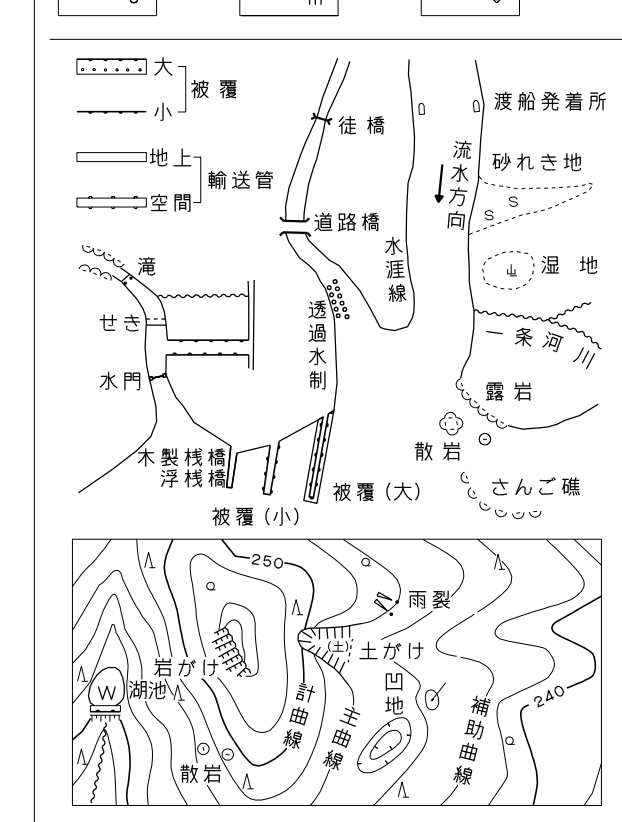 大
小
被覆
地上
空間
輸送管
徒橋
道路橋
渡船発着所
流水方向
砂れき地
S
S
山
湿地
水涯線
滝
せき
水門
透過水制
一条河川
露岩
散岩
木製桟橋
浮桟橋
被覆(大)
被覆(小)
さんご礁
250
雨裂
(土)
土がけ
岩がけ
W
湖池
凹地
計曲線
主曲線
補助曲線
240
散岩